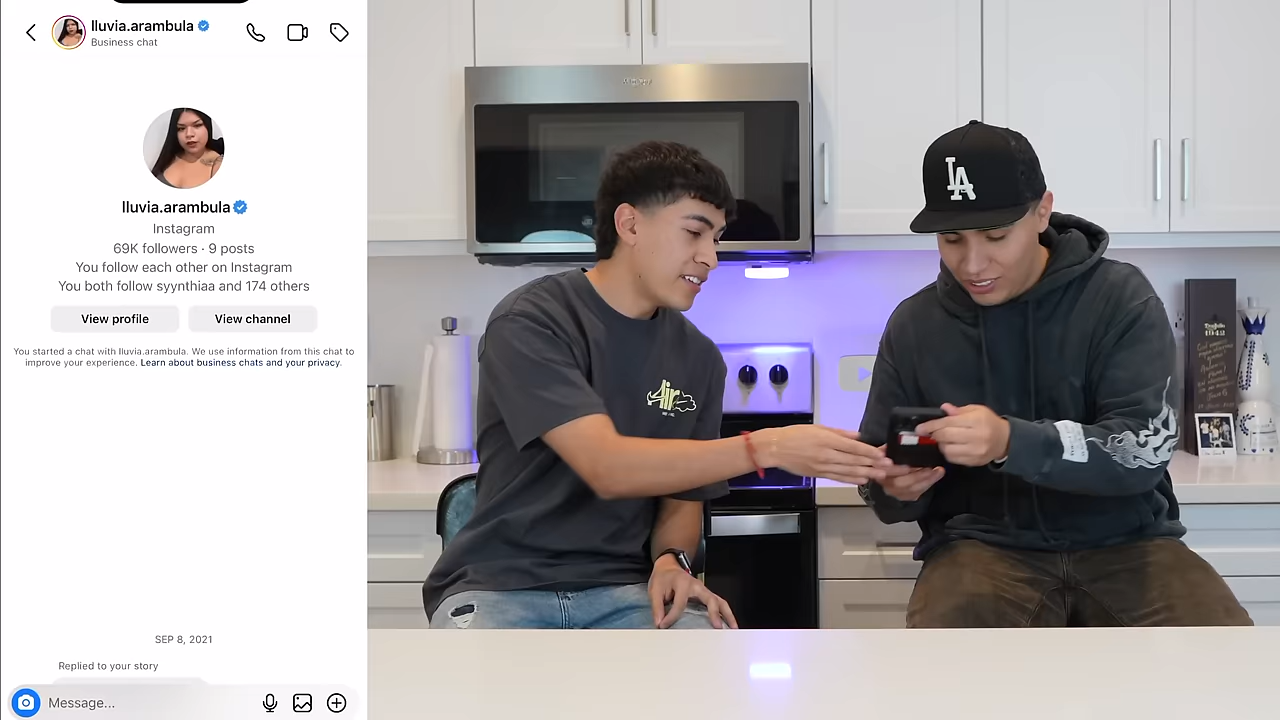 lluvia.arambula
Business chat
lluvia.arambula
Instagram
69K followers · 9 posts
You follow each other on Instagram
You both follow syynthiaa and 174 others
View profile
View channel
You started a chat with lluvia.arambula. We use information from this chat to
improve your experience. Learn about business chats and your privacy.
SEP 8, 2021
Replied to your story
Message...
LA
Air
1942